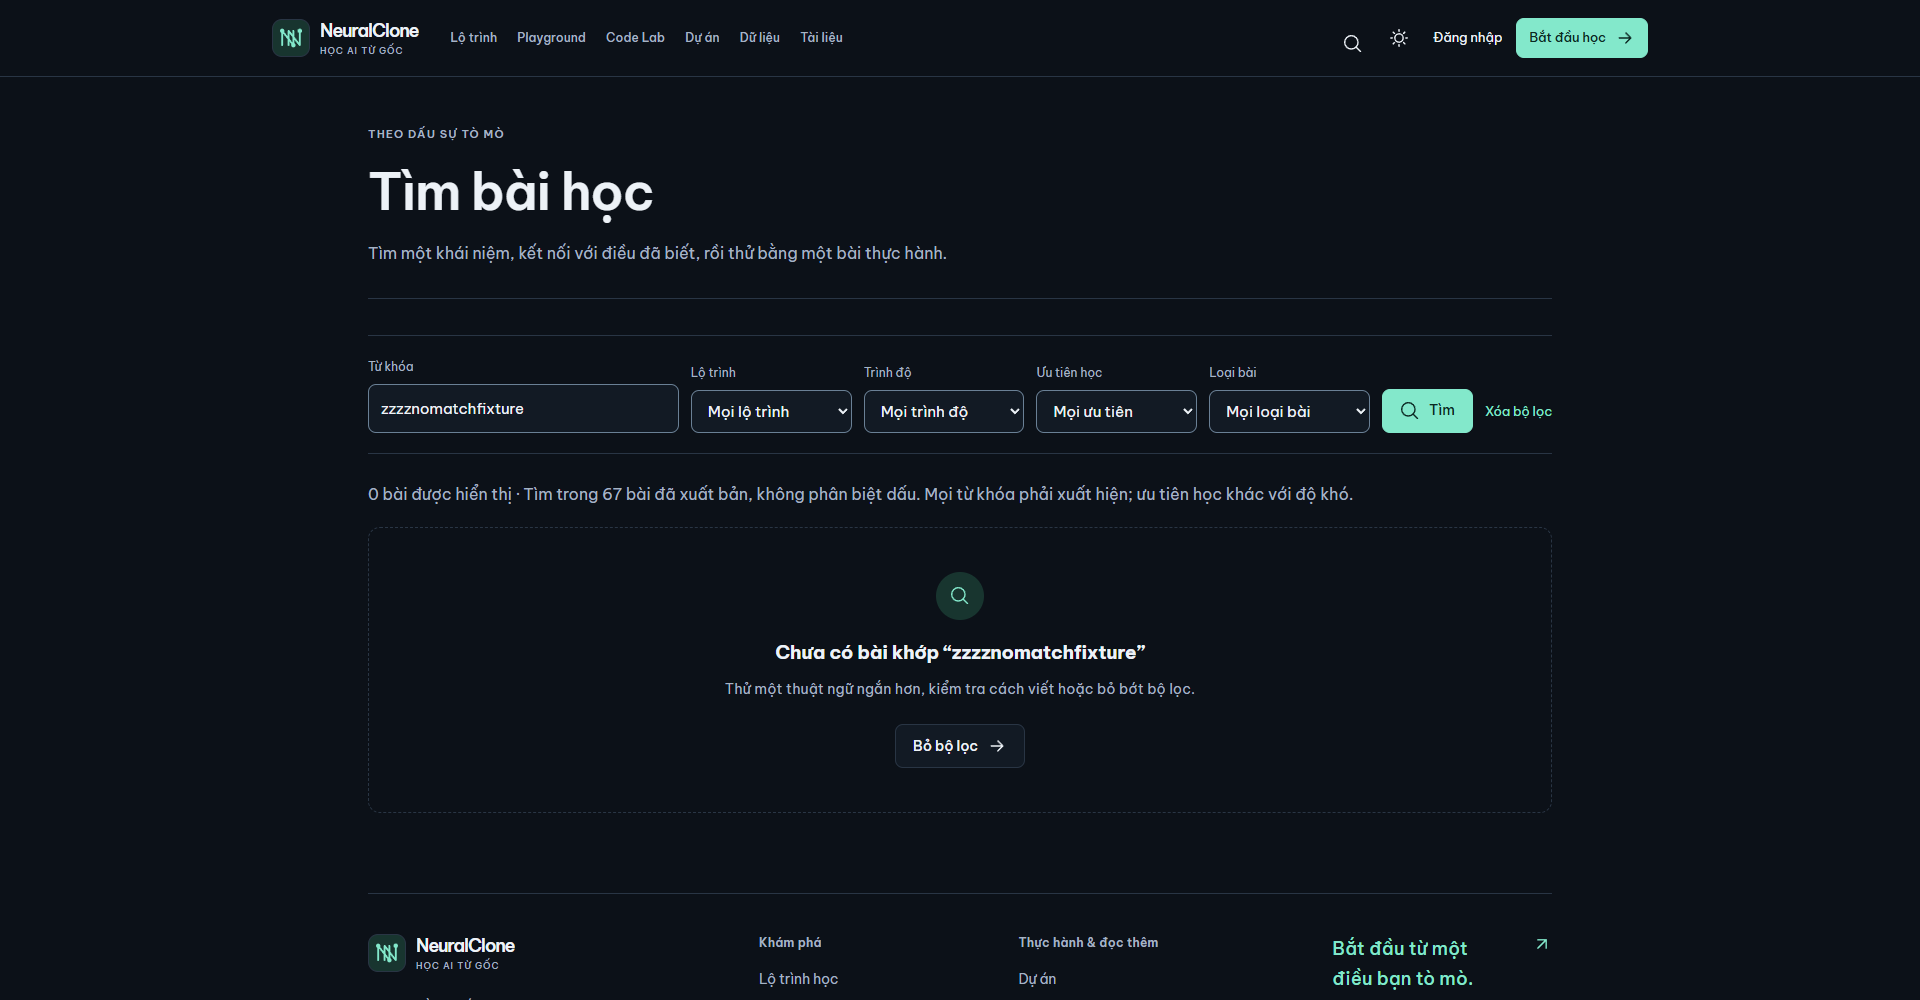 NeuralClone
HỌC AI TỪ GỐC
Lộ trình
Playground
Code Lab
Dự án
Dữ liệu
Tài liệu
Đăng nhập
Bắt đầu học
THEO DẤU SỰ TÒ MÒ
Tìm bài học
Tìm một khái niệm, kết nối với điều đã biết, rồi thử bằng một bài thực hành.
Từ khóa
Lộ trình
Trình độ
Ưu tiên học
Loại bài
zzzznomatchfixture
Mọi lộ trình
Mọi trình độ
Mọi ưu tiên
Mọi loại bài
Tìm
Xóa bộ lọc
0 bài được hiển thị · Tìm trong 67 bài đã xuất bản, không phân biệt dấu. Mọi từ khóa phải xuất hiện; ưu tiên học khác với độ khó.
Chưa có bài khớp “zzzznomatchfixture”
Thử một thuật ngữ ngắn hơn, kiểm tra cách viết hoặc bỏ bớt bộ lọc.
Bỏ bộ lọc
NeuralClone
HỌC AI TỪ GỐC
Khám phá
Lộ trình học
Thực hành & đọc thêm
Dự án
Bắt đầu từ một
điều bạn tò mò.